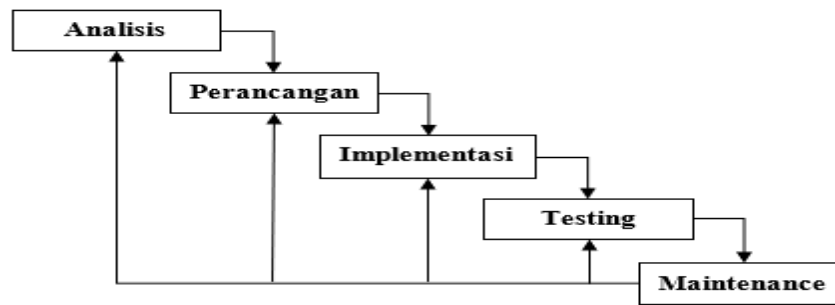 Analisis
Perancangan
Implementasi
Testing
Maintenance